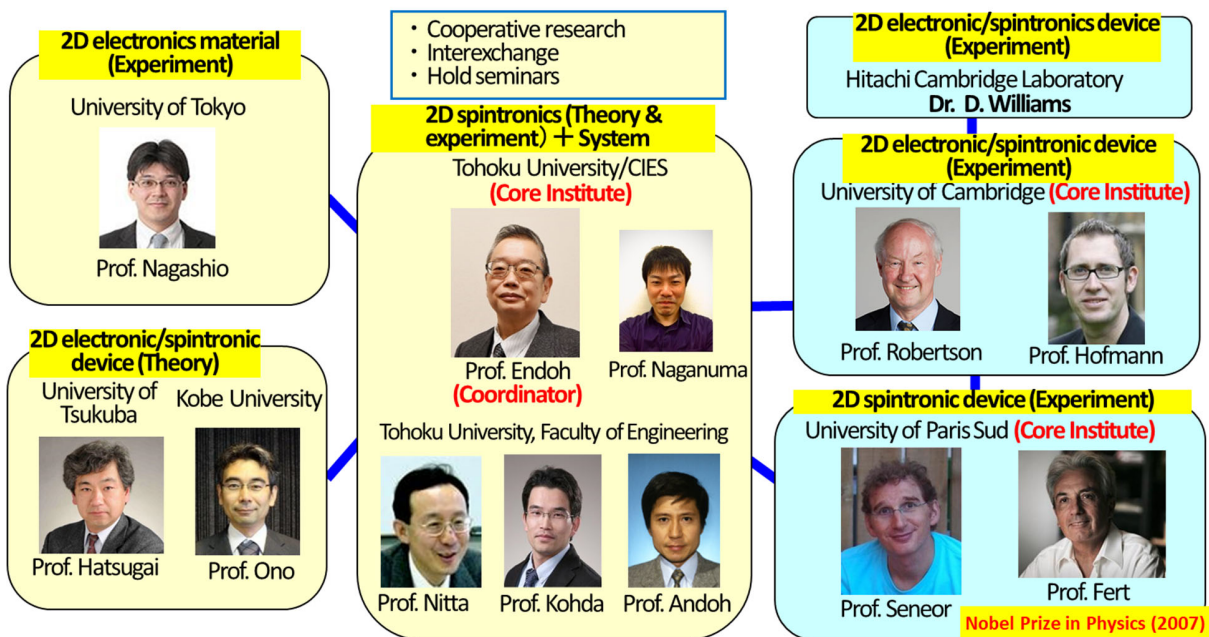 2D electronics material
(Experiment)
University of Tokyo
Prof. Nagashio
2D electronic/spintronic
device (Theory)
University of
Tsukuba
Kobe University
Prof. Hatsugai
Prof. Ono
・ Cooperative research
・ Interexchange
・ Hold seminars
2D spintronics (Theory &
experiment）＋ System
Tohoku University/CIES
(Core Institute)
Prof. Endoh
(Coordinator)
Prof. Naganuma
Tohoku University, Faculty of Engineering
Prof. Nitta
Prof. Kohda
Prof. Andoh
2D electronic/spintronics device
(Experiment)
Hitachi Cambridge Laboratory
Dr. D. Williams
2D electronic/spintronic device
(Experiment)
University of Cambridge (Core Institute)
Prof. Robertson
Prof. Hofmann
2D spintronic device (Experiment)
University of Paris Sud (Core Institute)
Prof. Seneor
Prof. Fert
Nobel Prize in Physics (2007)